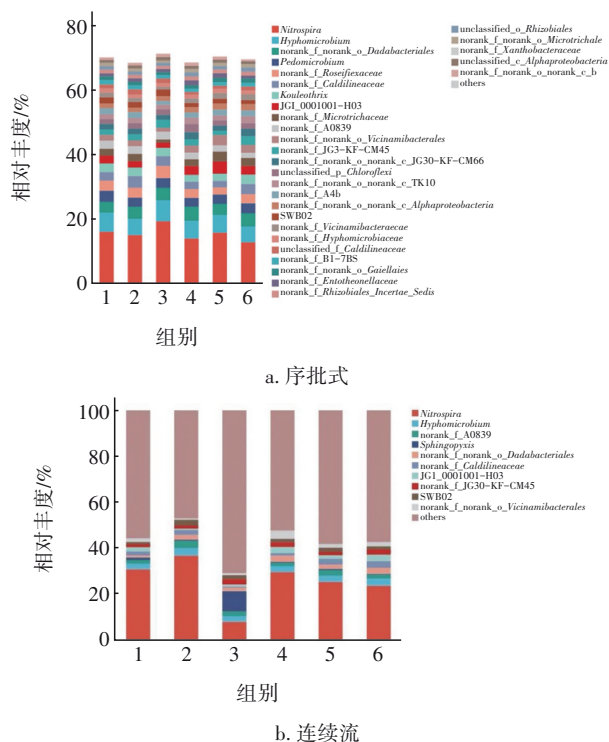 80
60
40
20
0
相对丰度/%
1 2 3 4 5 6
组别
Nitrospira
Hyphomicrobium
norank_f_norank_o_Dadabacteriales
Pedomicrobium
norank_f_Roseiflexaceae
norank_f_Caldilineaceae
Kouleothrix
JGI_0001001-H03
norank_f_Microtrichaceae
norank_f_A0839
norank_f_norank_o_Vicinamibacterales
norank_f_JG3-KF-CM45
norank_f_norank_o_norank_c_JG30-KF-CM66
unclassified_p_Chloroflexi
norank_f_norank_o_norank_c_TK10
norank_f_A4b
norank_f_norank_o_norank_c_Alphaproteobacteria
SWB02
norank_f_Vicinamibacteraecae
norank_f_Hyphomicrobiaceae
unclassified_f_Caldilineaceae
norank_f_B1-7BS
norank_f_norank_o_Gaiellaies
norank_f_Entotheonellaceae
norank_f_Rhizobiales_Incertae_Sedis
unclassified_o_Rhizobiales
norank_f_norank_o_Microtrichale
norank_f_Xanthobacteraceae
unclassified_c_Alphaproteobacteria
norank_f_norank_o_norank_c_b
others
a. 序批式
100
80
60
40
20
0
相对丰度/%
1 2 3 4 5 6
组别
Nitrospira
Hyphomicrobium
norank_f_A0839
Sphingopyxis
norank_f_norank_o_Dadabacteriales
norank_f_Caldilineaceae
JG1_0001001-H03
norank_f_JG30-KF-CM45
SWB02
norank_f_norank_o_Vicinamibacterales
others
b. 连续流